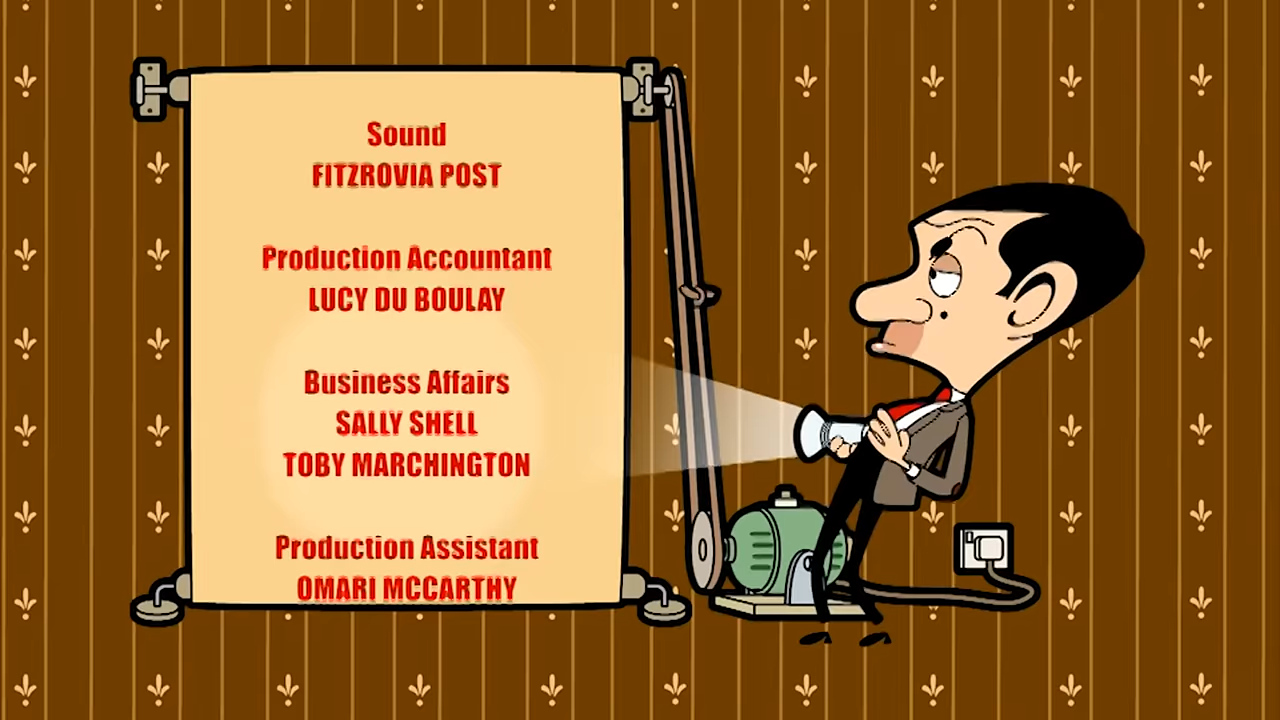 Sound
FITZROVIA POST
Production Accountant
LUCY DU BOULAY
Business Affairs
SALLY SHELL
TOBY MARCHINGTON
Production Assistant
OMARI MCCARTHY